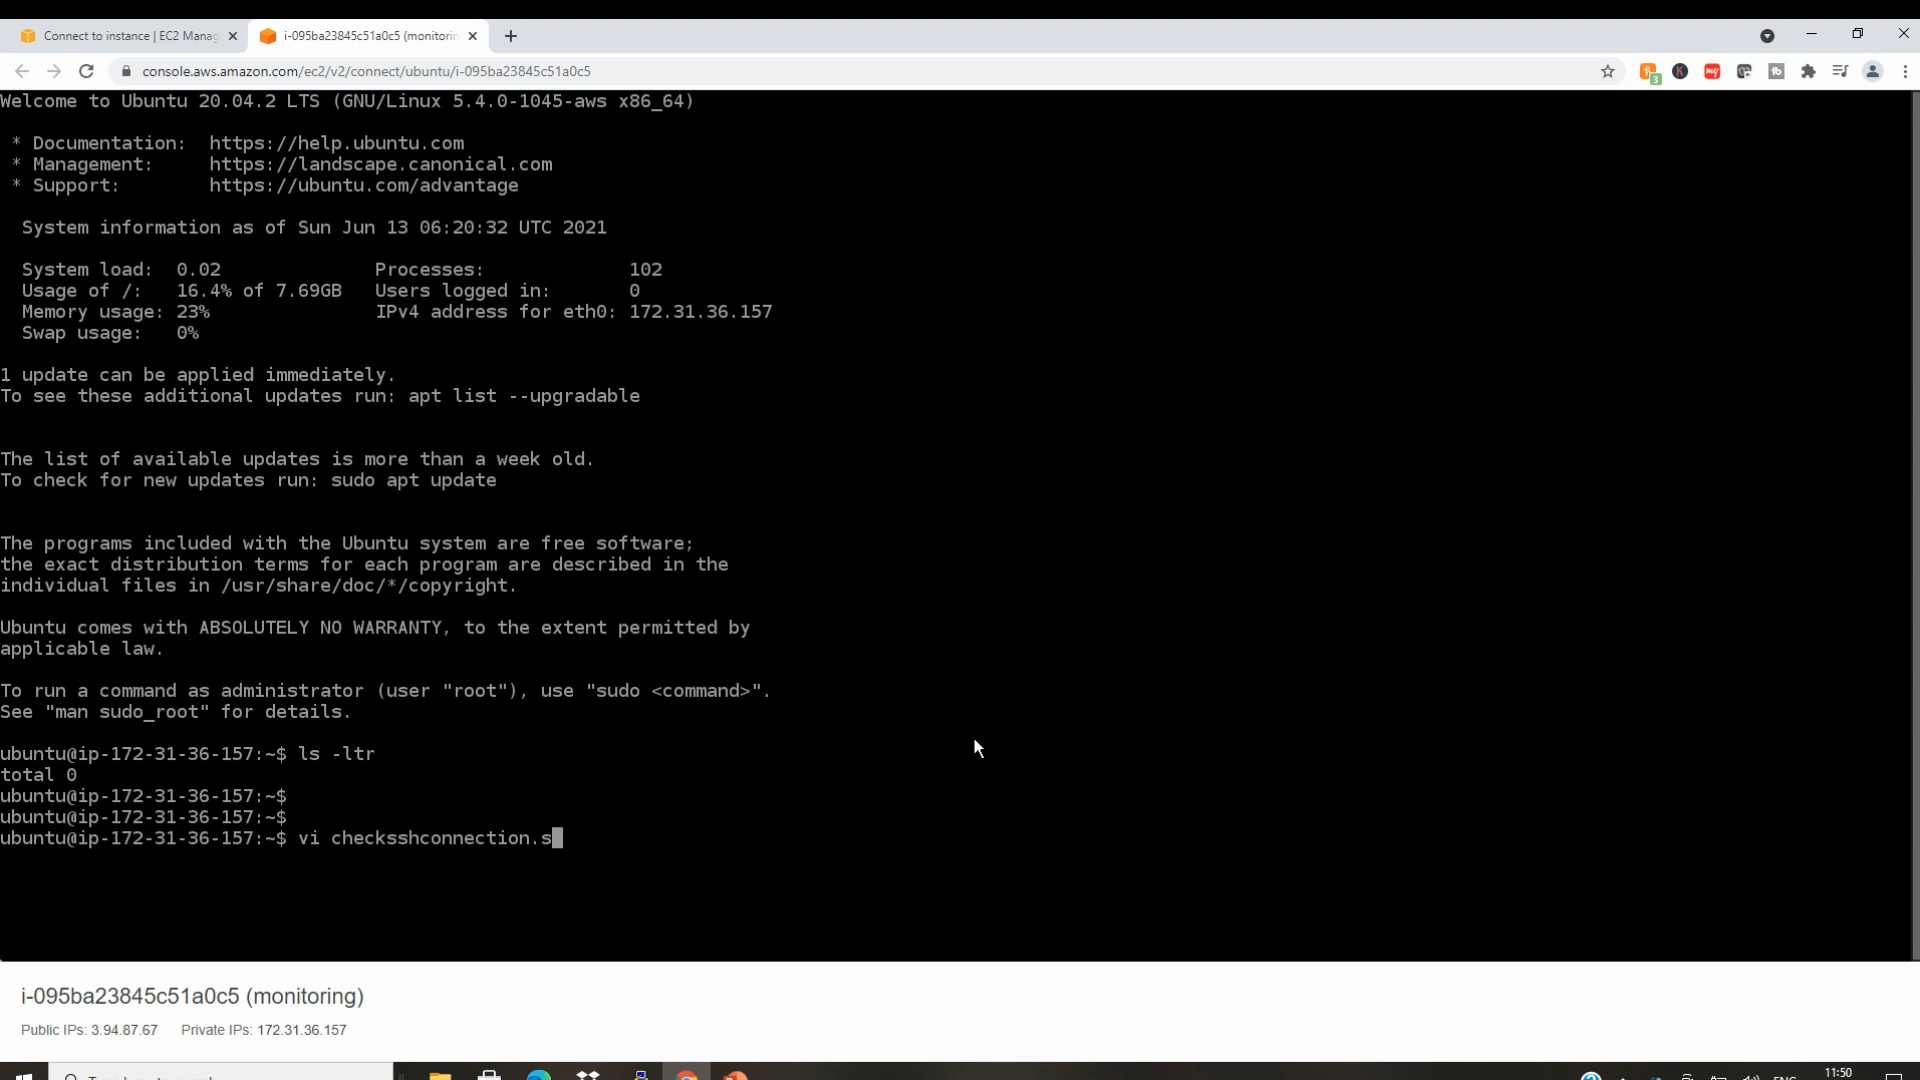 Connect to instance | EC2 Manag
i-095ba23845c51a0c5 (monitorin
console.aws.amazon.com/ec2/v2/connect/ubuntu/i-095ba23845c51a0c5
3
K
my
Welcome to Ubuntu 20.04.2 LTS (GNU/Linux 5.4.0-1045-aws x86_64)
* Documentation: https://help.ubuntu.com
* Management: https://landscape.canonical.com
* Support: https://ubuntu.com/advantage
System information as of Sun Jun 13 06:20:32 UTC 2021
System load: 0.02 Processes: 102
Usage of /: 16.4% of 7.69GB Users logged in: 0
Memory usage: 23% IPv4 address for eth0: 172.31.36.157
Swap usage: 0%
1 update can be applied immediately.
To see these additional updates run: apt list --upgradable
The list of available updates is more than a week old.
To check for new updates run: sudo apt update
The programs included with the Ubuntu system are free software;
the exact distribution terms for each program are described in the
individual files in /usr/share/doc/*/copyright.
Ubuntu comes with ABSOLUTELY NO WARRANTY, to the extent permitted by
applicable law.
To run a command as administrator (user "root"), use "sudo <command>".
See "man sudo_root" for details.
ubuntu@ip-172-31-36-157:~$ ls -ltr
total 0
ubuntu@ip-172-31-36-157:~$
ubuntu@ip-172-31-36-157:~$
ubuntu@ip-172-31-36-157:~$ vi checksshconnection.s
i-095ba23845c51a0c5 (monitoring)
Public IPs: 3.94.87.67 Private IPs: 172.31.36.157
11:50